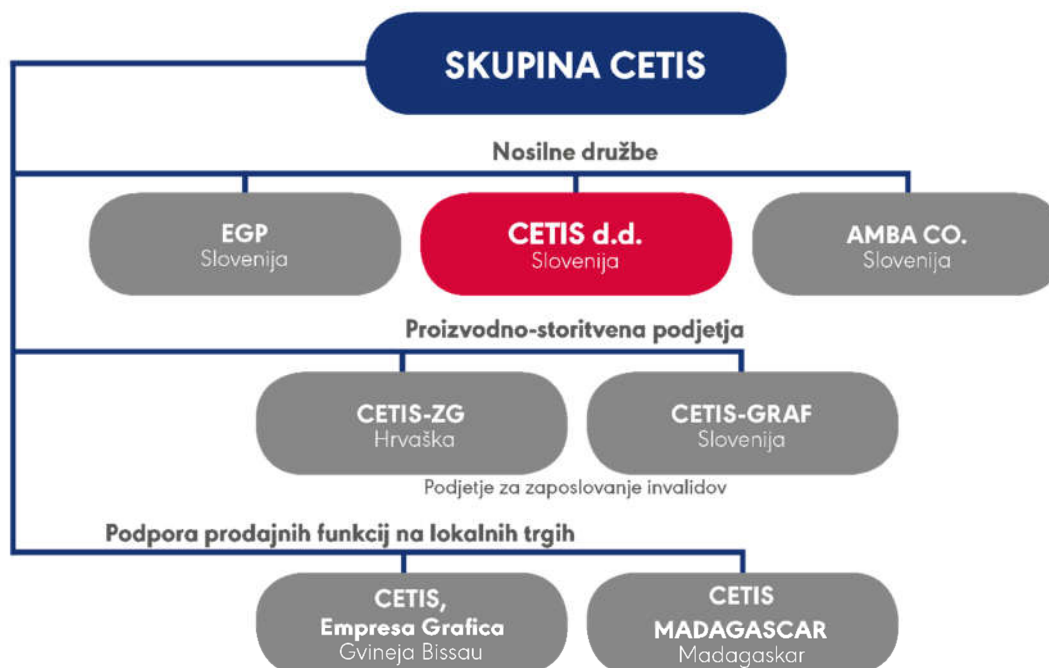 SKUPINA CETIS
Nosilne družbe
EGP
Slovenija
CETIS d.d.
Slovenija
AMBA CO.
Slovenija
Proizvodno-storitvena podjetja
CETIS-ZG
Hrvaška
CETIS-GRAF
Slovenija
Podjetje za zaposlovanje invalidov
Podpora prodajnih funkcij na lokalnih trgih
CETIS,
Empresa Grafica
Gvineja Bissau
CETIS
MADAGASCAR
Madagaskar